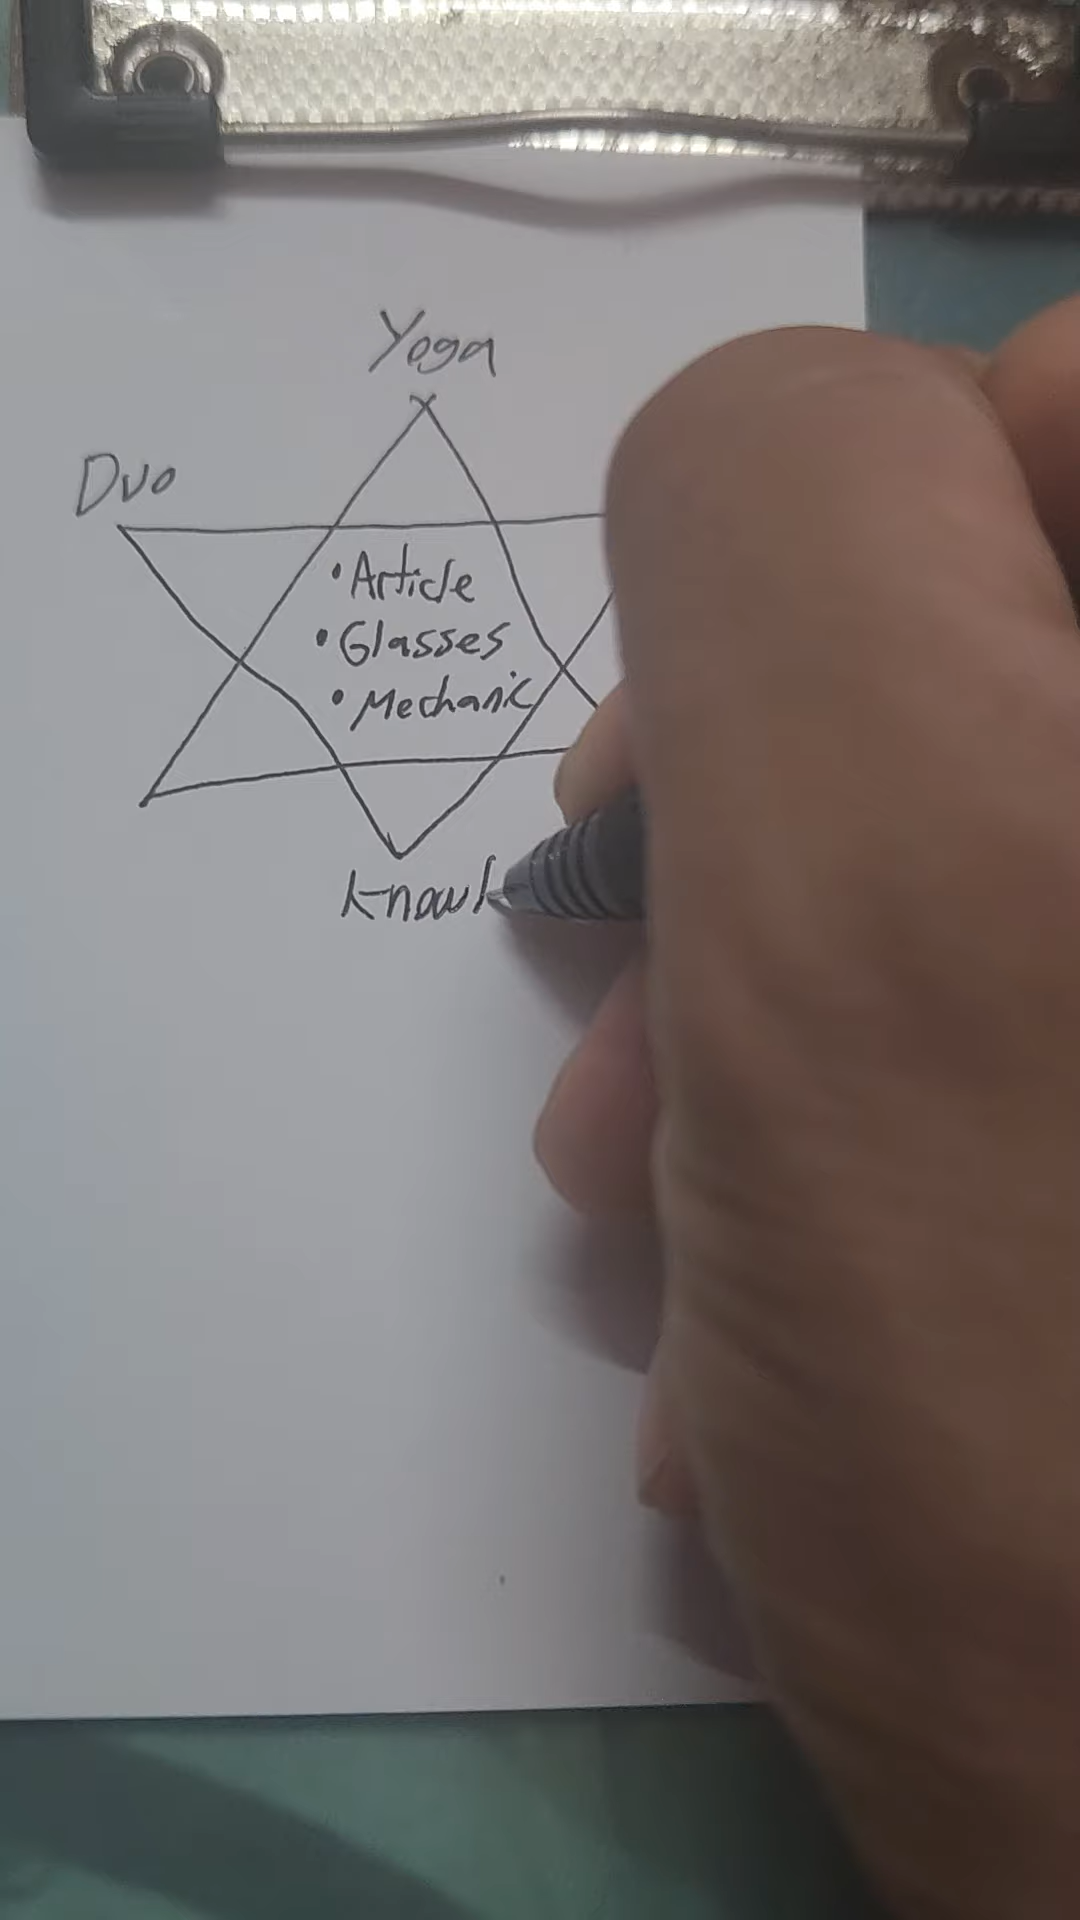 Yoga
Duo
• Article
• Glasses
• Mechanic
Knowl